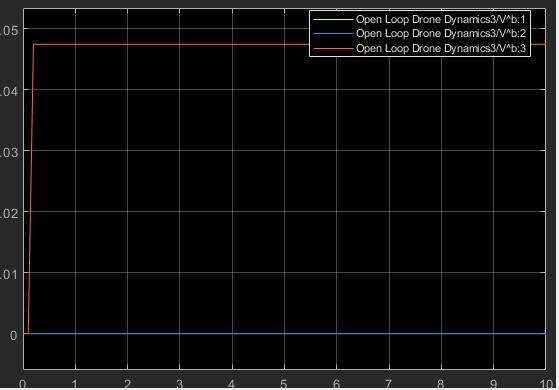 Open Loop Drone Dynamics3/V^b:1
Open Loop Drone Dynamics3/V^b:2
Open Loop Drone Dynamics3/V^b:3
.05
.04
.03
.02
.01
0
0 1 2 3 4 5 6 7 8 9 10